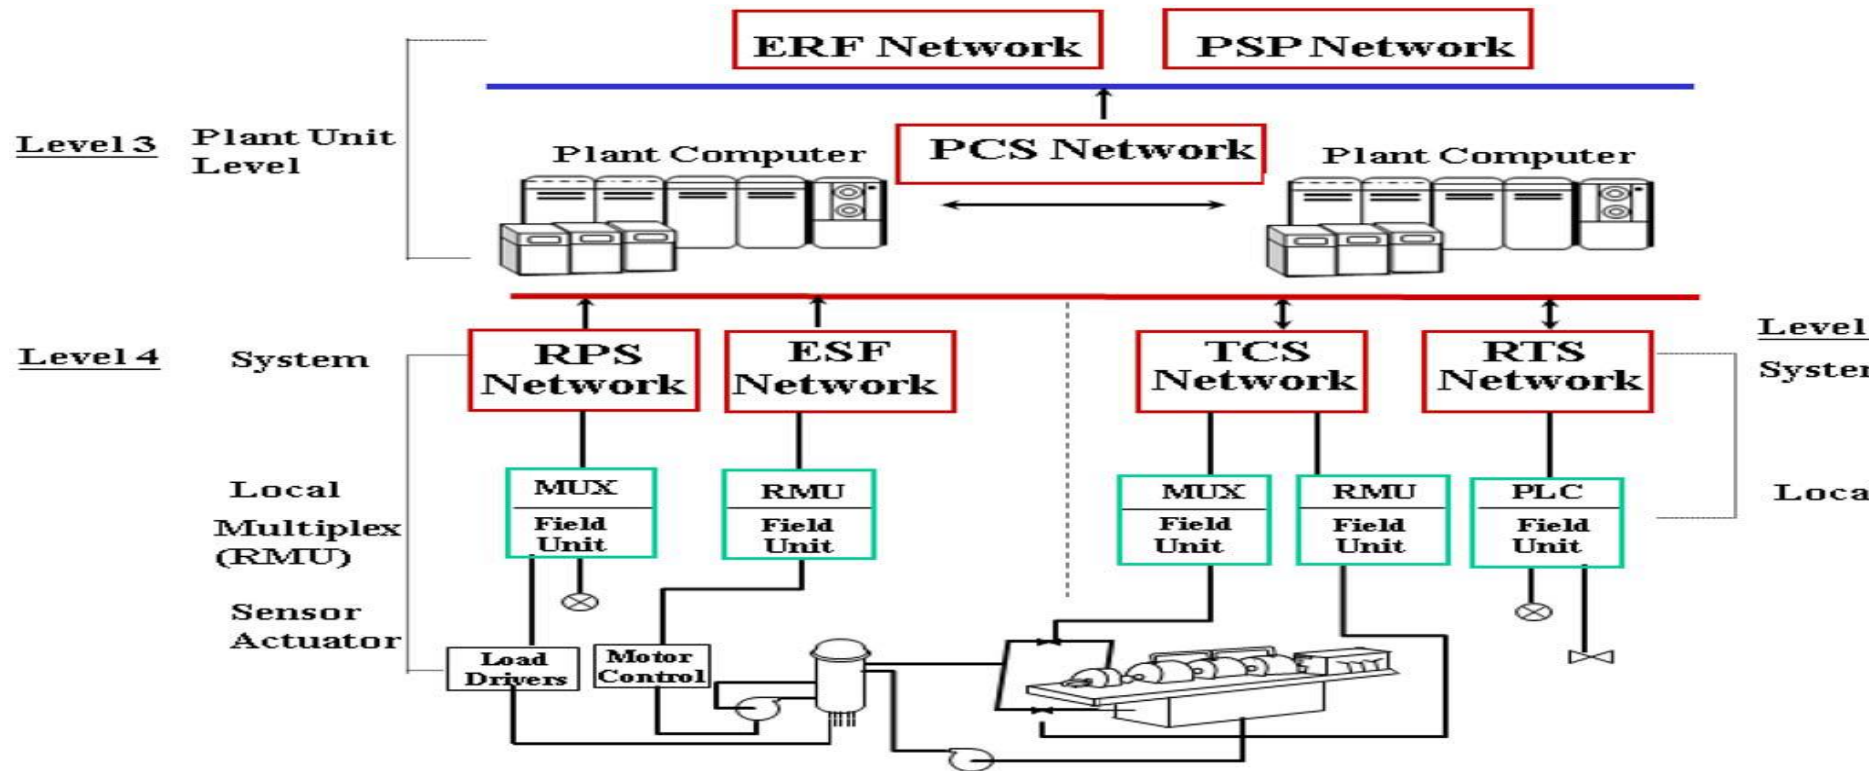 ERF Network
PSP Network
Level 3
Plant Unit
Level
Plant Computer
PCS Network
Plant Computer
Level 4
System
RPS
Network
ESF
Network
TCS
Network
RTS
Network
Level
System
Local
Multiplex
(RMU)
MUX
Field
Unit
RMU
Field
Unit
MUX
Field
Unit
RMU
Field
Unit
PLC
Field
Unit
Loca
Sensor
Actuator
Load
Drivers
Motor
Control